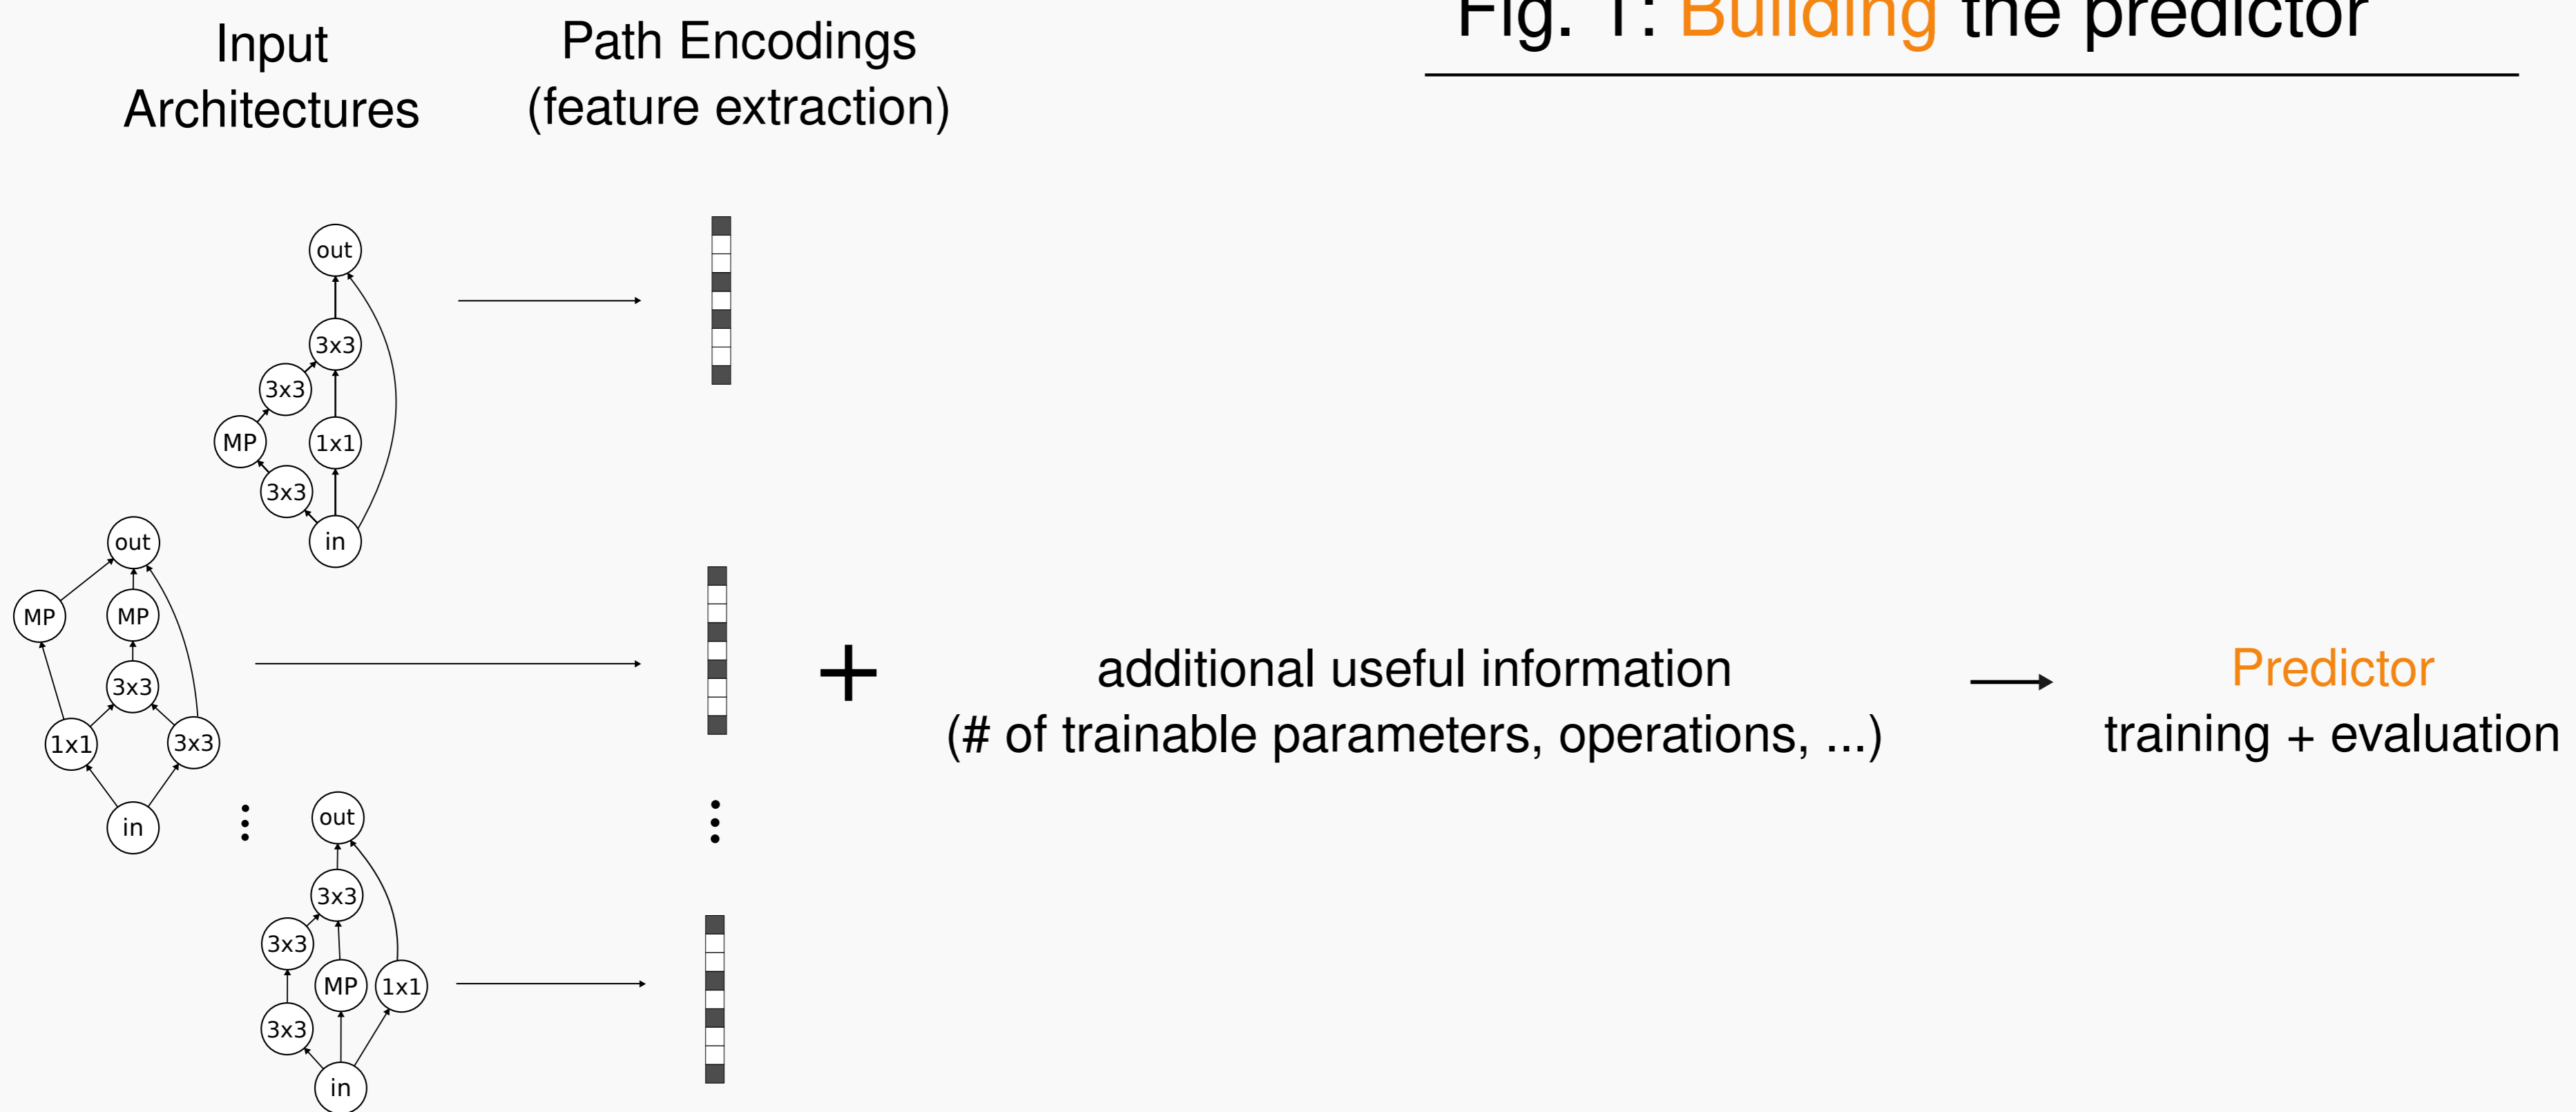 Fig. 1: Building the predictor
Input
Architectures
Path Encodings
(feature extraction)
out
3x3
3x3
MP
1x1
3x3
in
out
MP
MP
3x3
1x1
3x3
in
out
3x3
3x3
MP
1x1
3x3
in
+
additional useful information
(# of trainable parameters, operations, ...)
Predictor
training + evaluation